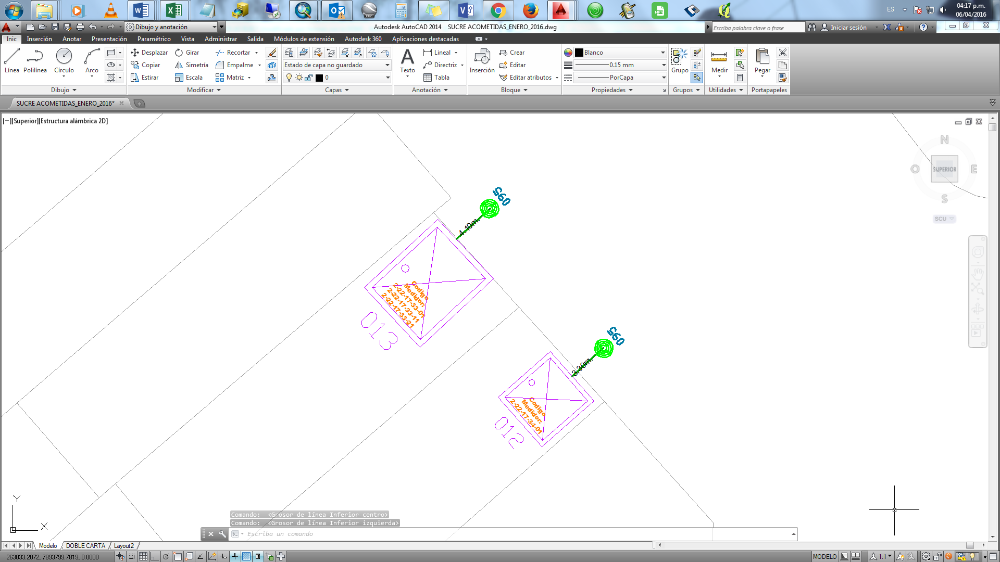 ES
04:17 p.m.
06/04/2016
Dibujo y anotación
Autodesk AutoCAD 2014 SUCRE ACOMETIDAS_ENERO_2016.dwg
Escriba palabra clave o frase
Iniciar sesión
Inic Inserción Anotar Presentación Paramétrico Vista Administrar Salida Módulos de extensión Autodesk 360 Aplicaciones destacadas
Línea Polilínea Círculo Arco
Desplazar Girar Recortar
Copiar Simetría Empalme
Estirar Escala Matriz
Estado de capa no guardado
0
Texto
Lineal
Directriz
Tabla
Inserción
Crear
Editar
Editar atributos
Blanco
0.15 mm
PorCapa
Grupo
Medir
Pegar
Dibujo Modificar Capas Anotación Bloque Propiedades Grupos Utilidades Portapapeles
SUCRE ACOMETIDAS_ENERO_2016*
[−][Superior][Estructura alámbrica 2D]
N
O SUPERIOR E
S
SCU
095
4.10m.
Codigo
Medidor:
2-22-17-33-01
2-22-17-33-11
2-22-17-33-21
013
095
3.30m.
Codigo
Medidor:
2-22-17-34-01
012
Y
X
Comando: <Grosor de línea Inferior centro>
Comando: <Grosor de línea Inferior izquierda>
Escriba un comando
Modelo DOBLE CARTA Layout2
263033.2072, 7893799.7819, 0.0000
MODELO
1:1